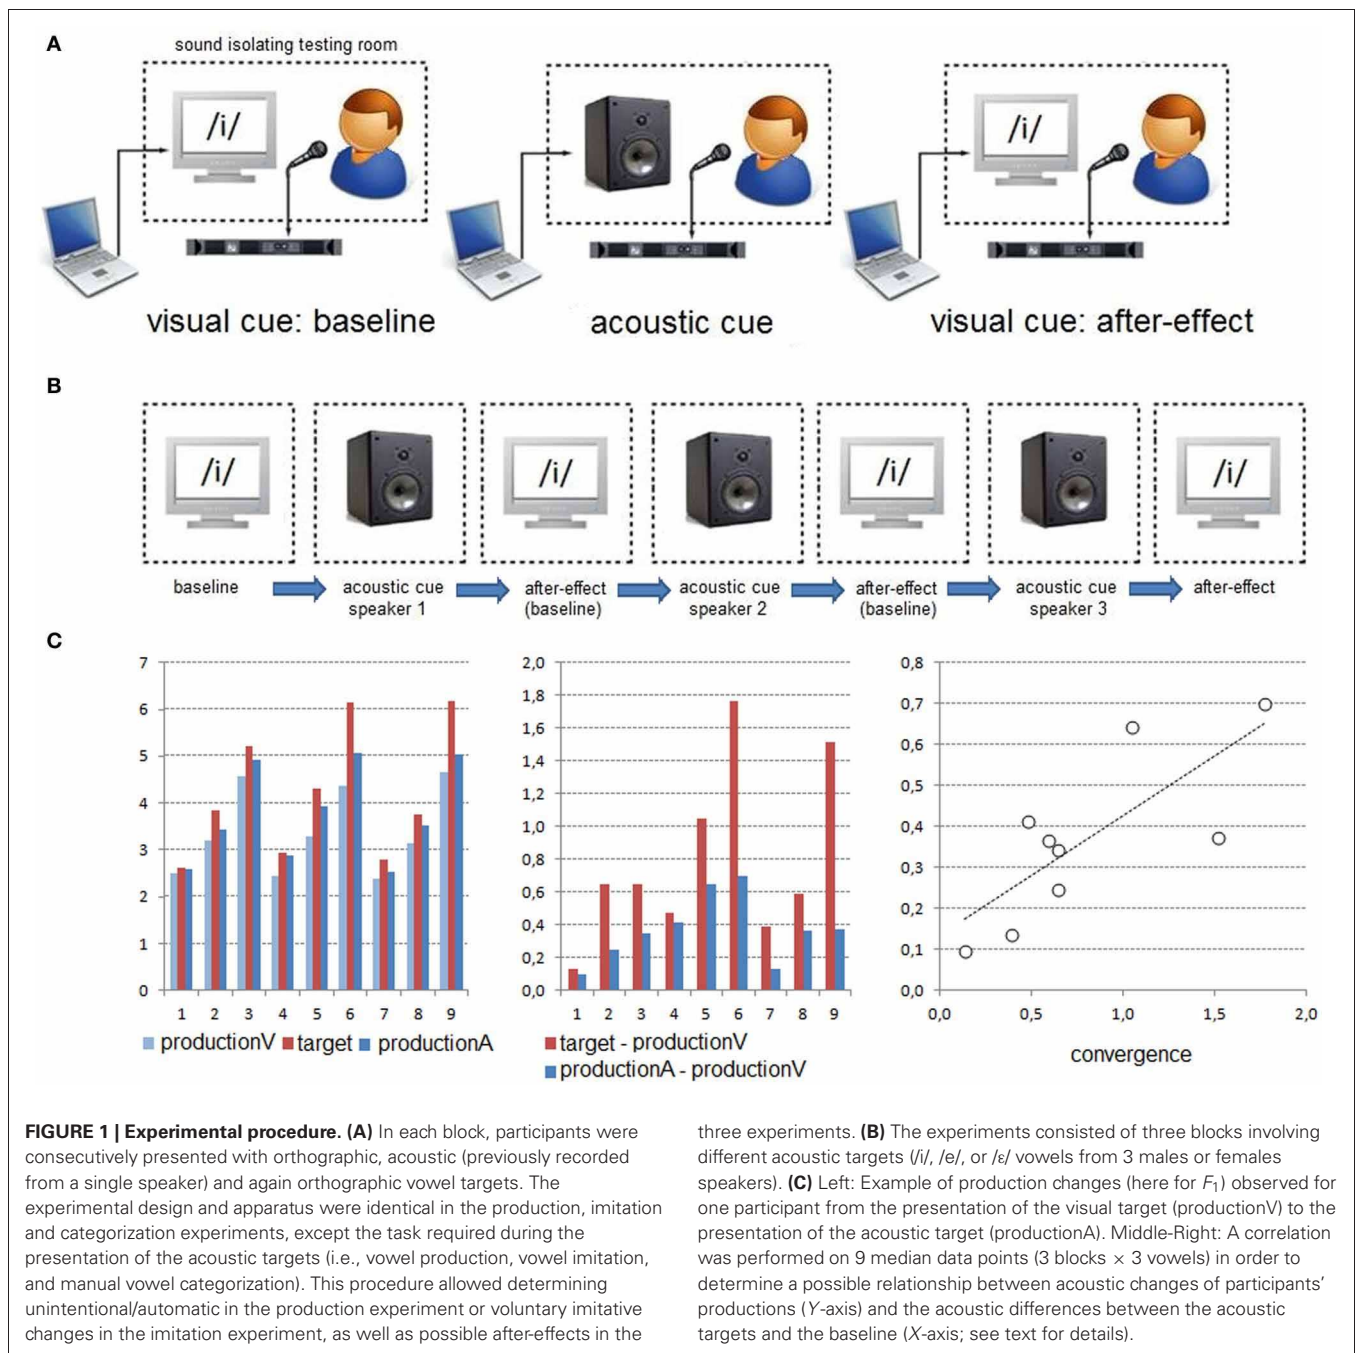 A
sound isolating testing room
/i/
/i/
visual cue: baseline
acoustic cue
visual cue: after-effect
B
/i/
/i/
/i/
/i/
baseline
acoustic cue
speaker 1
after-effect
(baseline)
acoustic cue
speaker 2
after-effect
(baseline)
acoustic cue
speaker 3
after-effect
C
7
6
5
4
3
2
1
0
1 2 3 4 5 6 7 8 9
productionV target productionA
2,0
1,8
1,6
1,4
1,2
1,0
0,8
0,6
0,4
0,2
0,0
1 2 3 4 5 6 7 8 9
target - productionV
productionA - productionV
0,8
0,7
0,6
0,5
0,4
0,3
0,2
0,1
0,0
0,0 0,5 1,0 1,5 2,0
convergence
FIGURE 1 | Experimental procedure. (A) In each block, participants were
consecutively presented with orthographic, acoustic (previously recorded
from a single speaker) and again orthographic vowel targets. The
experimental design and apparatus were identical in the production, imitation
and categorization experiments, except the task required during the
presentation of the acoustic targets (i.e., vowel production, vowel imitation,
and manual vowel categorization). This procedure allowed determining
unintentional/automatic in the production experiment or voluntary imitative
changes in the imitation experiment, as well as possible after-effects in the
three experiments. (B) The experiments consisted of three blocks involving
different acoustic targets (/i/, /e/, or /ε/ vowels from 3 males or females
speakers). (C) Left: Example of production changes (here for F1) observed for
one participant from the presentation of the visual target (productionV) to the
presentation of the acoustic target (productionA). Middle-Right: A correlation
was performed on 9 median data points (3 blocks × 3 vowels) in order to
determine a possible relationship between acoustic changes of participants'
productions (Y-axis) and the acoustic differences between the acoustic
targets and the baseline (X-axis; see text for details).